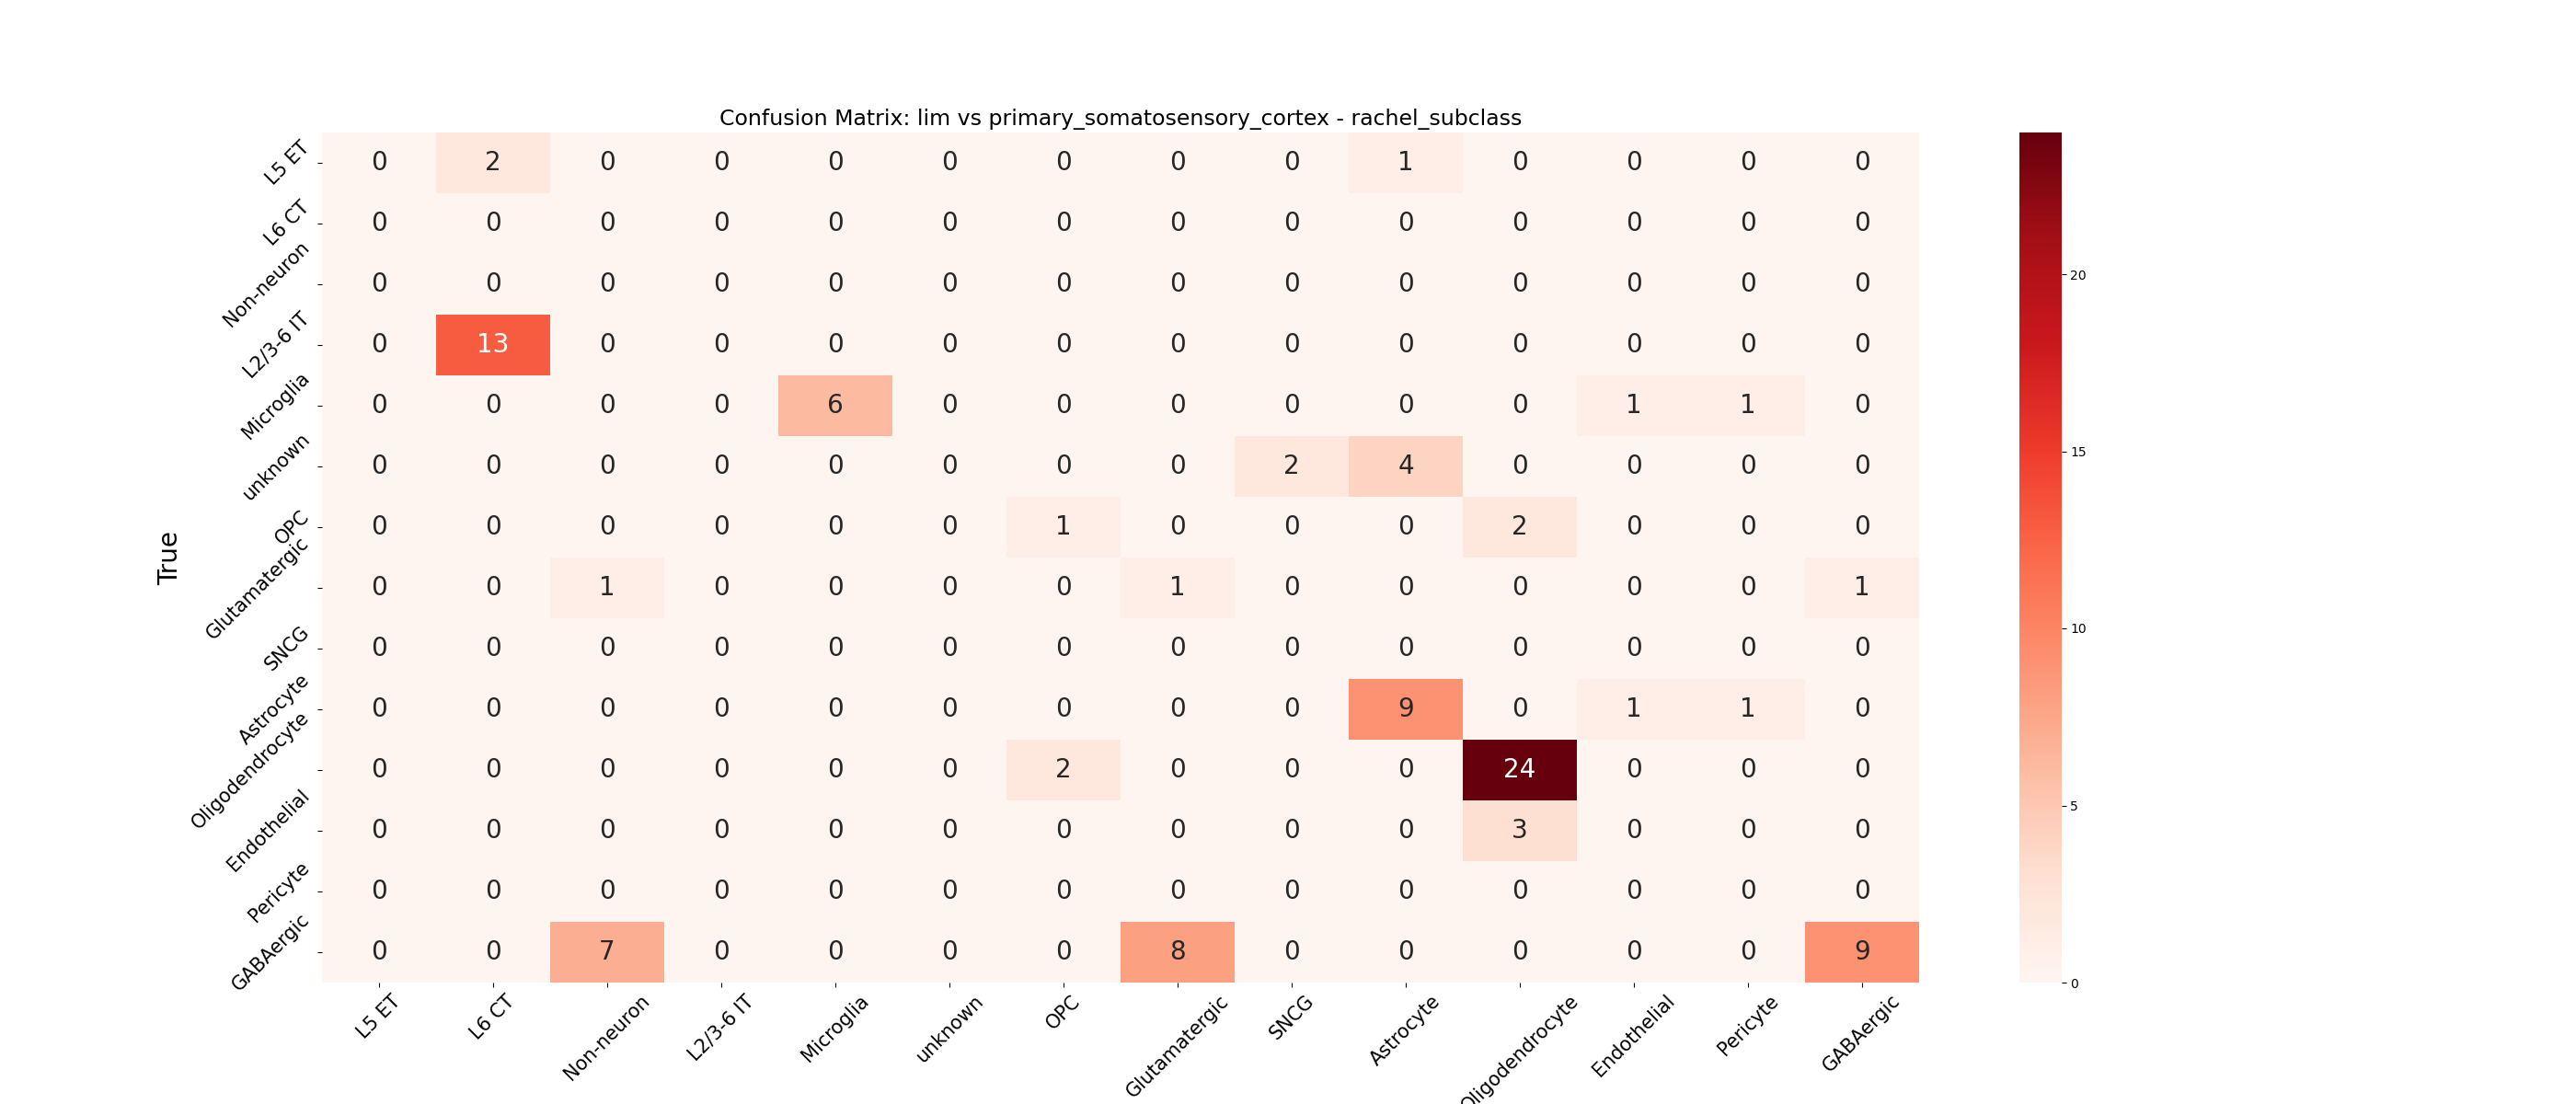 Confusion Matrix: lim vs primary_somatosensory_cortex - rachel_subclass
True
L5 ET 0 2 0 0 0 0 0 0 0 1 0 0 0 0
L6 CT 0 0 0 0 0 0 0 0 0 0 0 0 0 0
Non-neuron 0 0 0 0 0 0 0 0 0 0 0 0 0 0
L2/3-6 IT 0 13 0 0 0 0 0 0 0 0 0 0 0 0
Microglia 0 0 0 0 6 0 0 0 0 0 0 1 1 0
unknown 0 0 0 0 0 0 0 0 2 4 0 0 0 0
OPC 0 0 0 0 0 0 1 0 0 0 2 0 0 0
Glutamatergic 0 0 1 0 0 0 0 1 0 0 0 0 0 1
SNCG 0 0 0 0 0 0 0 0 0 0 0 0 0 0
Astrocyte 0 0 0 0 0 0 0 0 0 9 0 1 1 0
Oligodendrocyte 0 0 0 0 0 0 2 0 0 0 24 0 0 0
Endothelial 0 0 0 0 0 0 0 0 0 0 3 0 0 0
Pericyte 0 0 0 0 0 0 0 0 0 0 0 0 0 0
GABAergic 0 0 7 0 0 0 0 8 0 0 0 0 0 9
L5 ET L6 CT Non-neuron L2/3-6 IT Microglia unknown OPC Glutamatergic SNCG Astrocyte Oligodendrocyte Endothelial Pericyte GABAergic
20
15
10
5
0